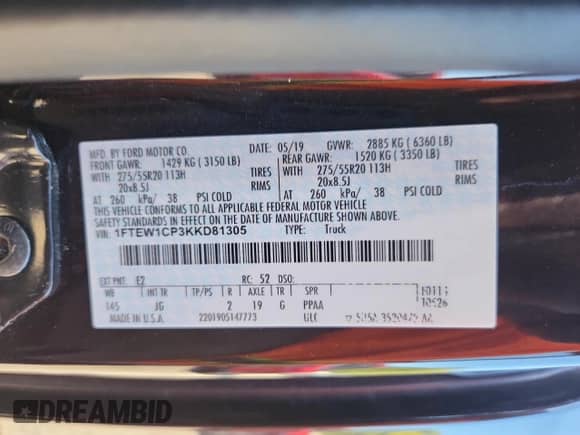 MFD. BY FORD MOTOR CO. DATE: 05/19 GVWR: 2885 KG ( 6360 LB)
FRONT GAWR: 1429 KG ( 3150 LB) REAR GAWR: 1520 KG ( 3350 LB)
WITH 275/55R20 113H TIRES WITH 275/55R20 113H TIRES
20x8.5J RIMS 20x8.5J RIMS
AT 260 kPa/ 38 PSI COLD AT 260 kPa/ 38 PSI COLD
THIS VEHICLE CONFORMS TO ALL APPLICABLE FEDERAL MOTOR VEHICLE
SAFETY STANDARDS IN EFFECT ON THE DATE OF MANUFACTURE SHOWN ABOVE.
VIN: 1FTEW1CP3KKD81305 TYPE: Truck
EXT PNT: E2 RC: 52 DSO:
WB INT TR TP/PS R AXLE TR SPR
145 JG 2 19 G PPAA
MADE IN U.S.A. 2201905147773 ULC
DREAMBID